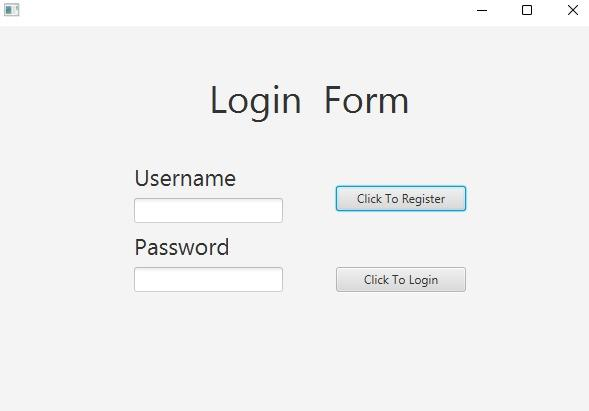 Login  Form
Username
Click To Register
Password
Click To Login